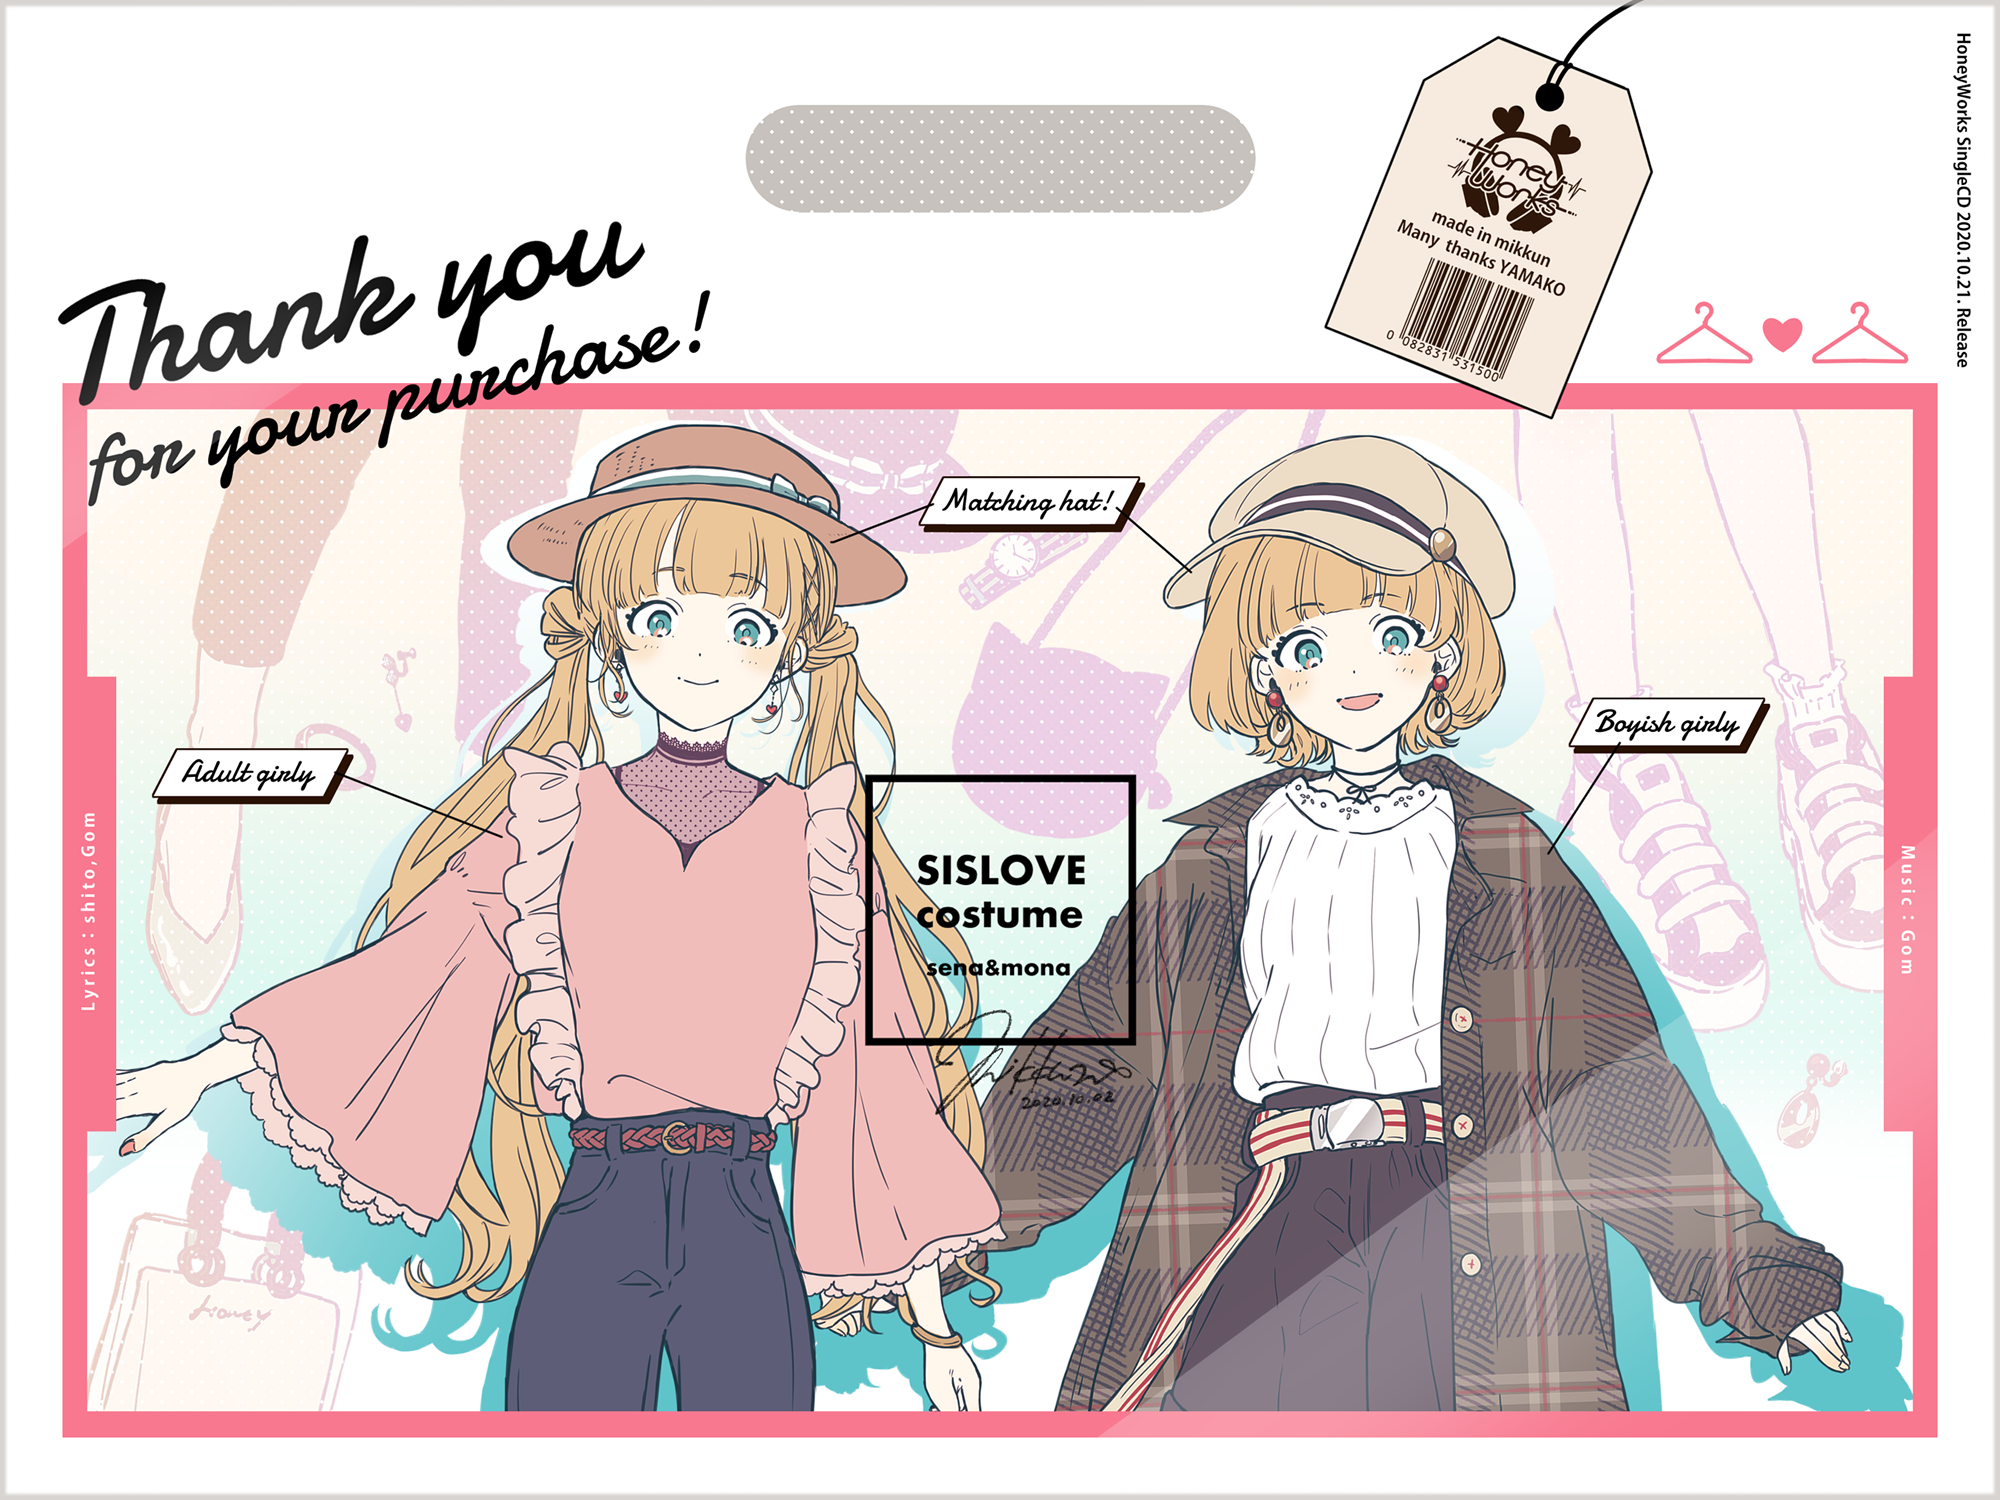 HoneyWorks SingleCD 2020.10.21. Release
Honey
Works
made in mikkun
Many thanks YAMAKO
0 082831 531500
Thank you
for your purchase!
Matching hat!
Boyish girly
Adult girly
Lyrics : shito,Gom
Music : Gom
SISLOVE
costume
sena&mona
2020.10.02
Honey